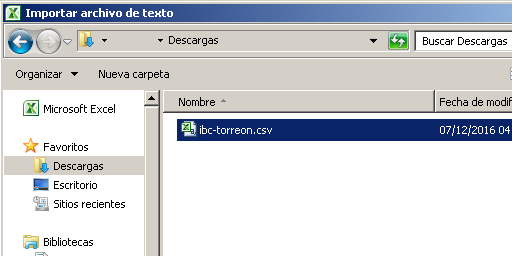 Importar archivo de texto
Descargas
Buscar Descargas
Organizar
Nueva carpeta
Microsoft Excel
Nombre
Fecha de modif
ibc-torreon.csv
07/12/2016 04
Favoritos
Descargas
Escritorio
Sitios recientes
Bibliotecas